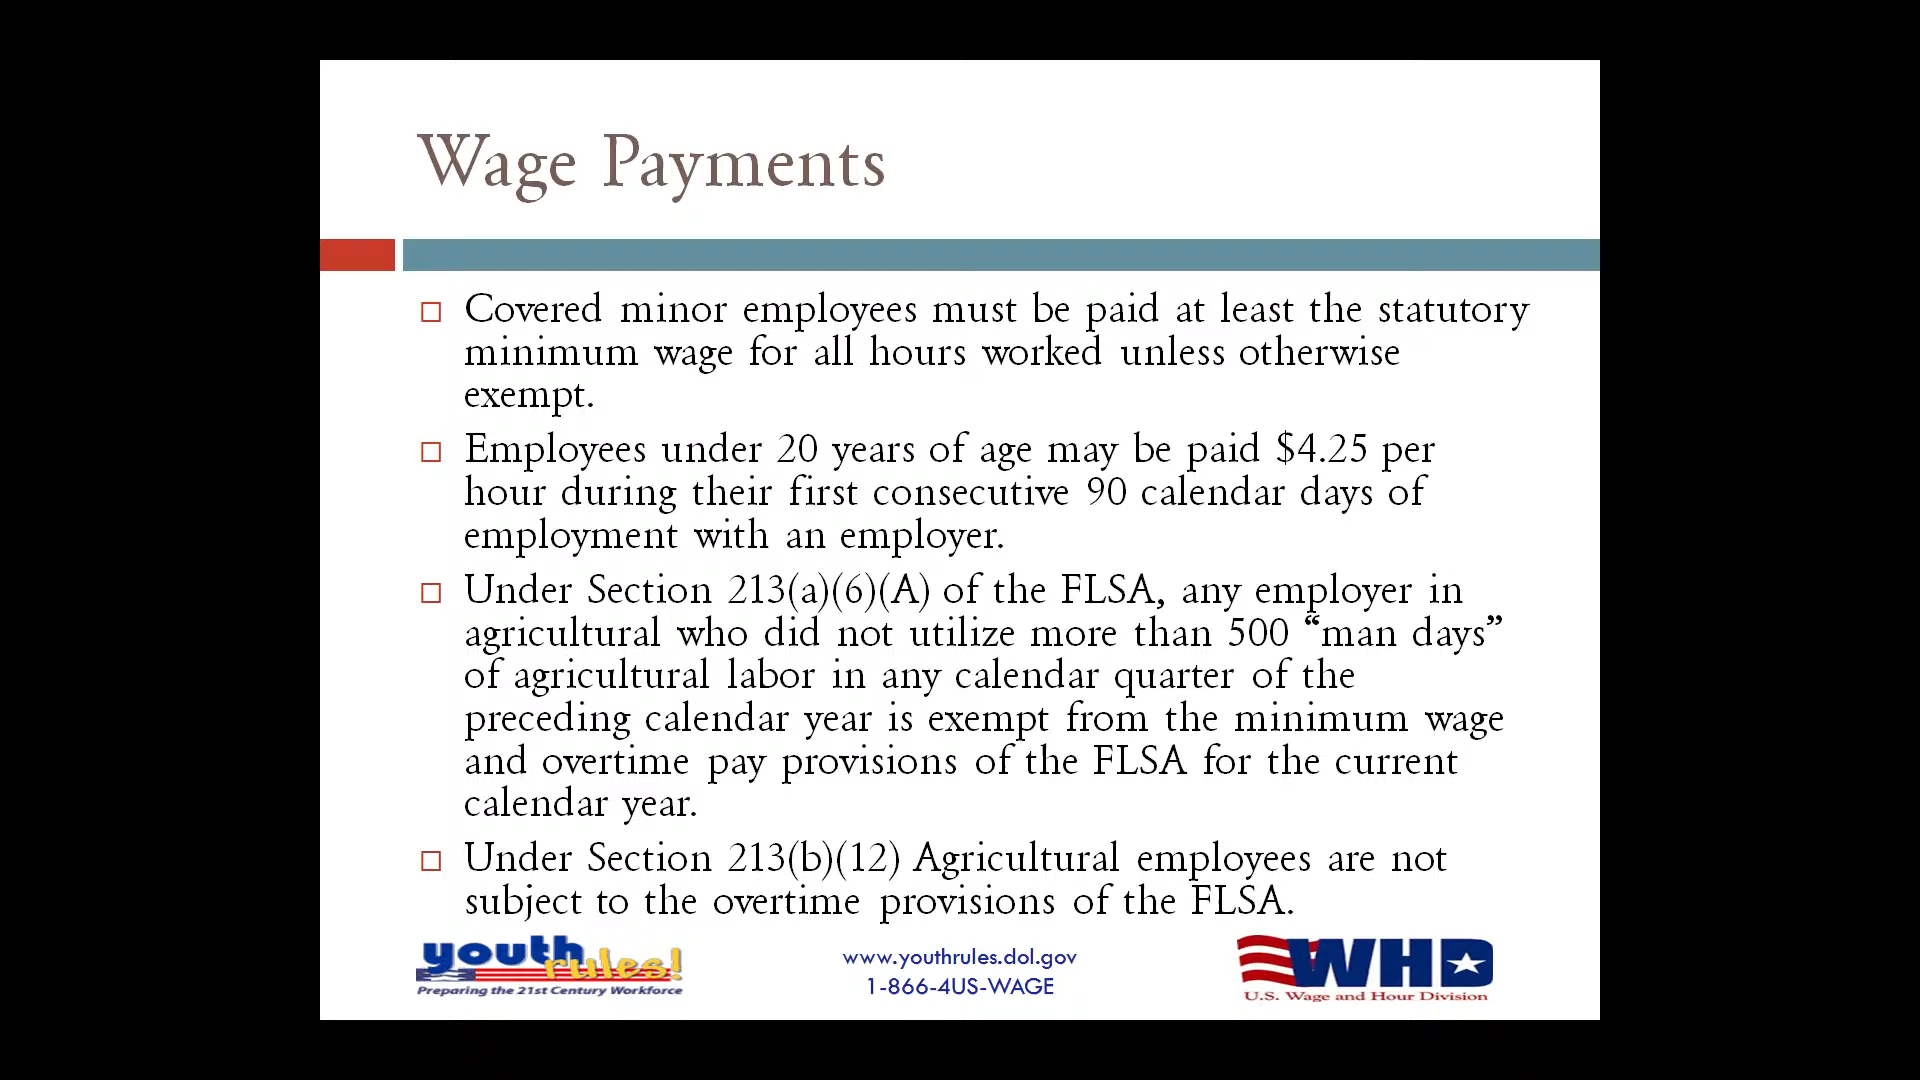 Wage Payments
Covered minor employees must be paid at least the statutory
minimum wage for all hours worked unless otherwise
exempt.
Employees under 20 years of age may be paid $4.25 per
hour during their first consecutive 90 calendar days of
employment with an employer.
Under Section 213(a)(6)(A) of the FLSA, any employer in
agricultural who did not utilize more than 500 “man days”
of agricultural labor in any calendar quarter of the
preceding calendar year is exempt from the minimum wage
and overtime pay provisions of the FLSA for the current
calendar year.
Under Section 213(b)(12) Agricultural employees are not
subject to the overtime provisions of the FLSA.
youth rules!
Preparing the 21st Century Workforce
www.youthrules.dol.gov
1-866-4US-WAGE
WHD
U.S. Wage and Hour Division